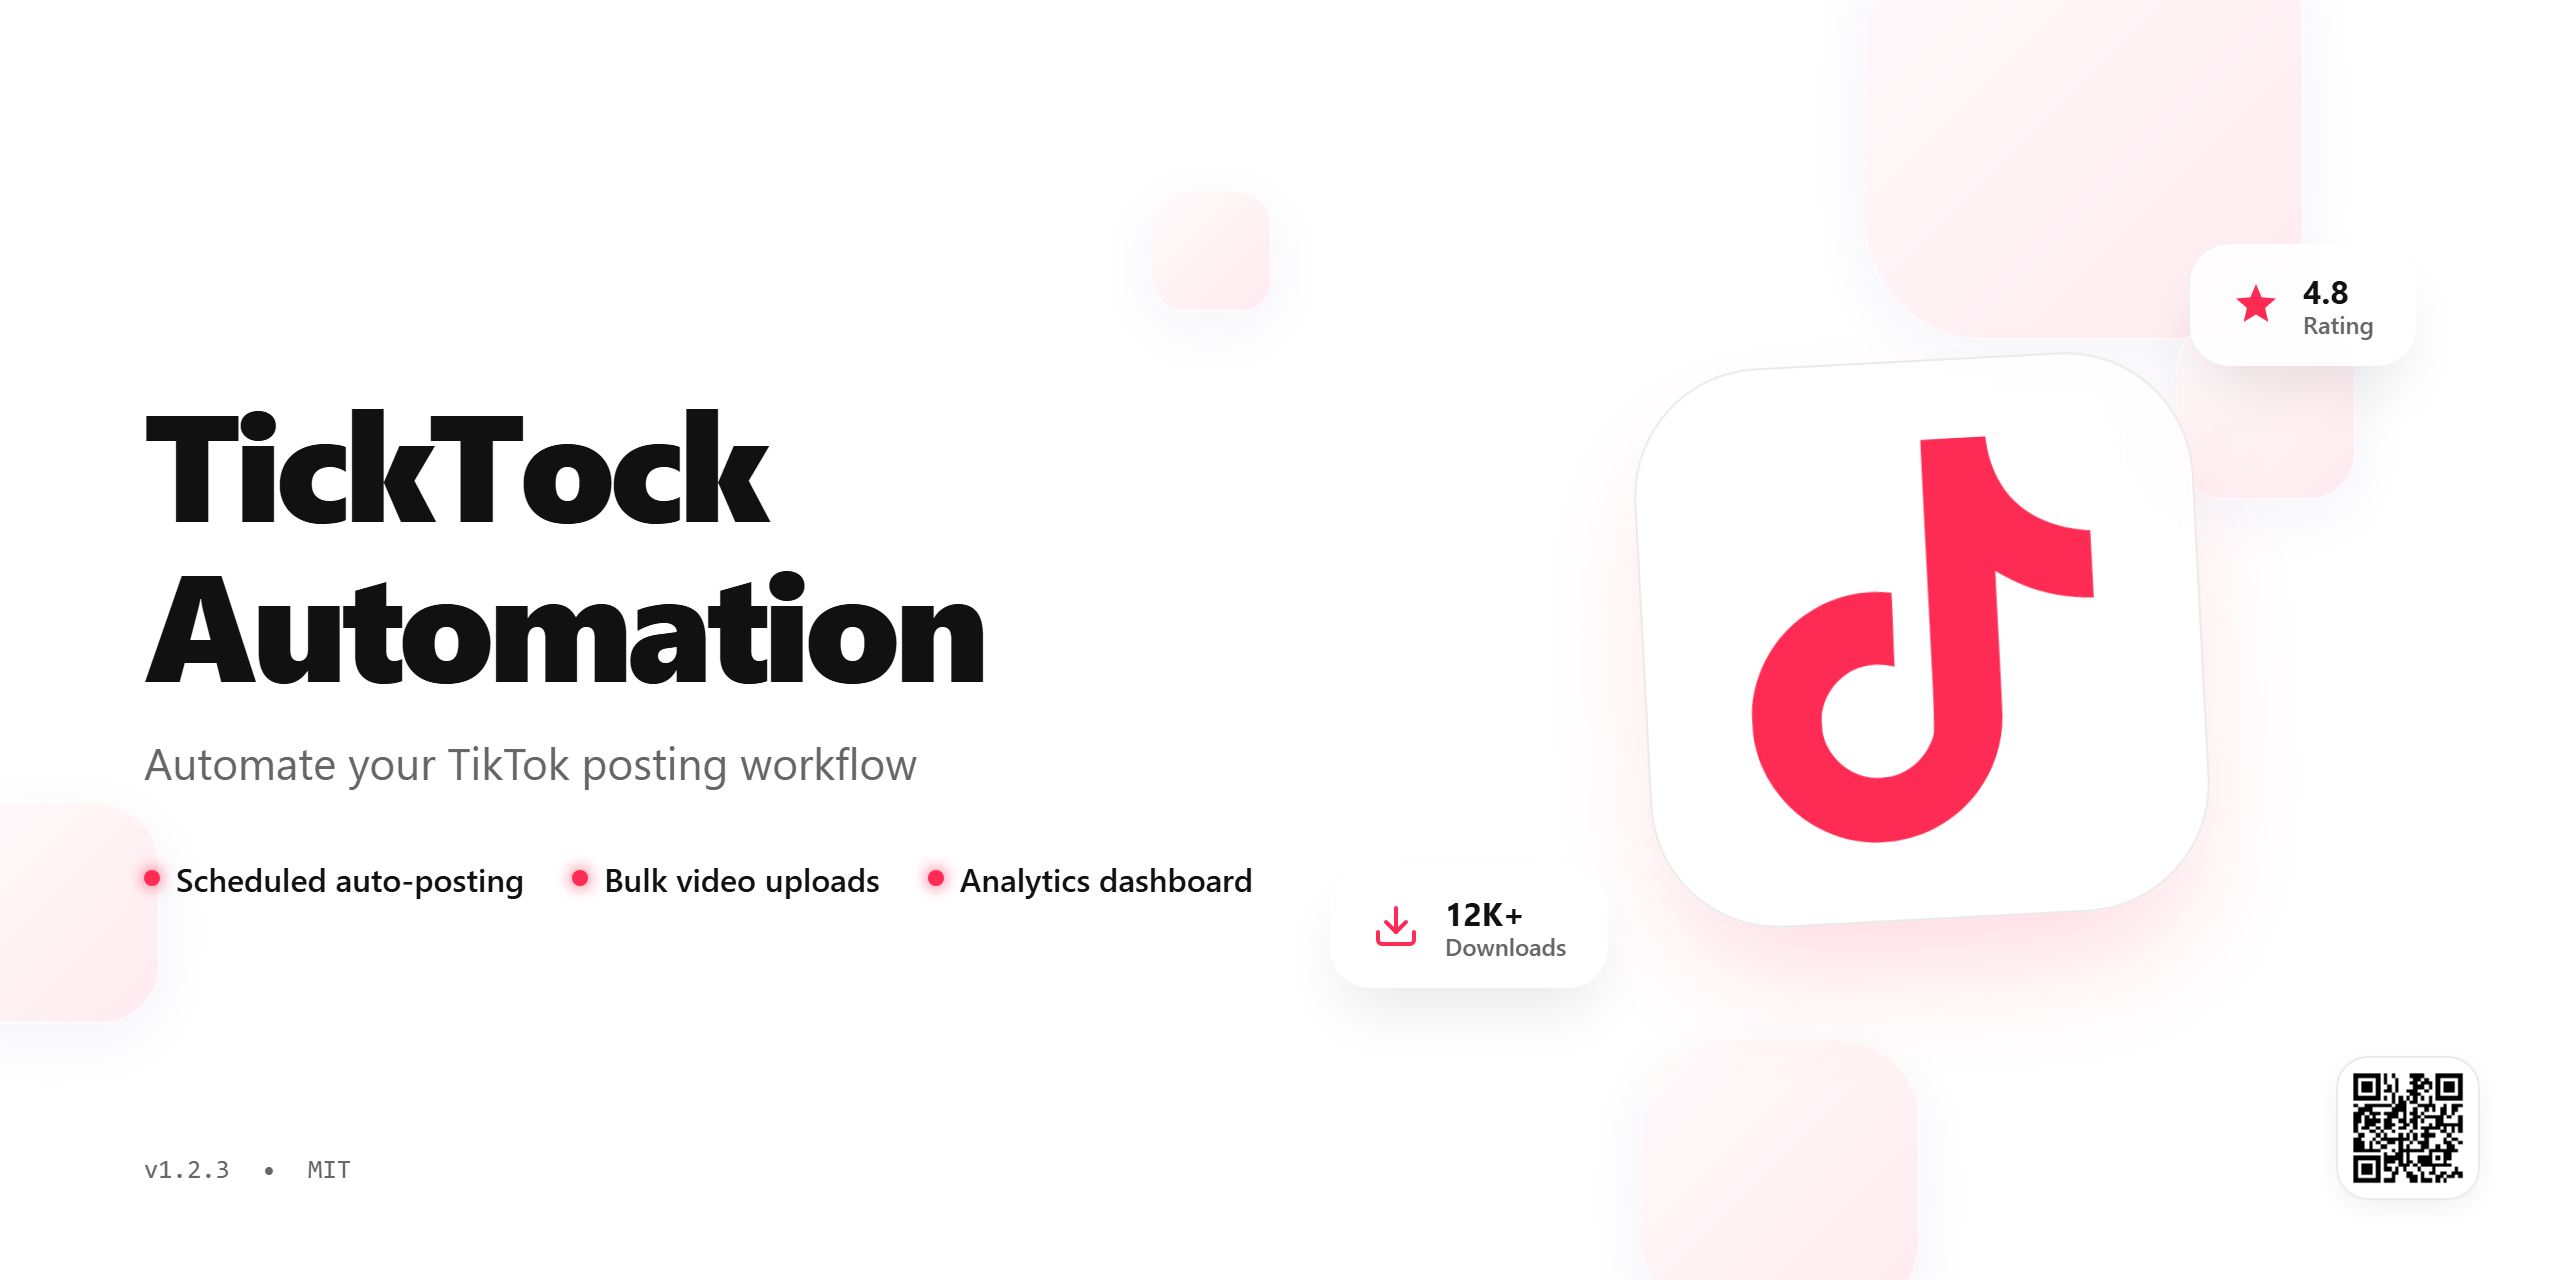 TickTock
Automation
Automate your TikTok posting workflow
Scheduled auto-posting
Bulk video uploads
Analytics dashboard
4.8
Rating
12K+
Downloads
v1.2.3 • MIT